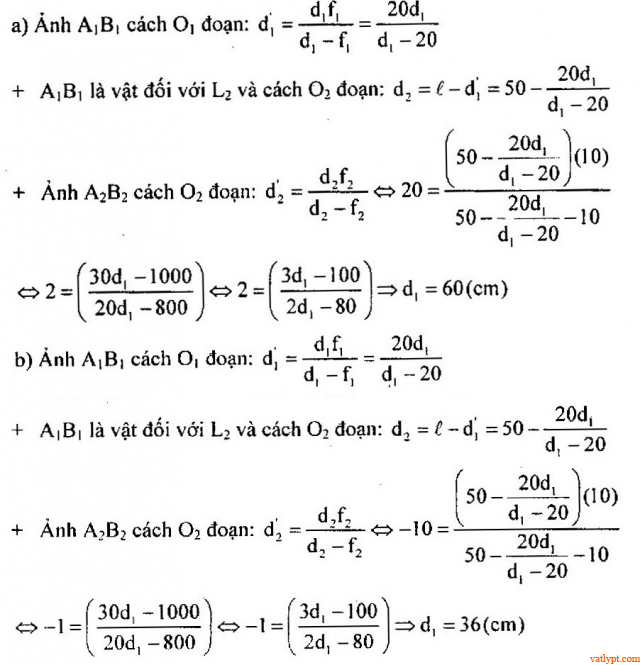 a) Ảnh A₁B₁ cách O₁ đoạn: d₁' = d₁f₁/(d₁ − f₁) = 20d₁/(d₁ − 20)
+ A₁B₁ là vật đối với L₂ và cách O₂ đoạn: d₂ = ℓ − d₁' = 50 − 20d₁/(d₁ − 20)
+ Ảnh A₂B₂ cách O₂ đoạn: d₂' = d₂f₂/(d₂ − f₂) ⇔ 20 = (50 − 20d₁/(d₁ − 20))(10)/(50 − 20d₁/(d₁ − 20) − 10)
⇔ 2 = ((30d₁ − 1000)/(20d₁ − 800)) ⇔ 2 = ((3d₁ − 100)/(2d₁ − 80)) ⇒ d₁ = 60(cm)
b) Ảnh A₁B₁ cách O₁ đoạn: d₁' = d₁f₁/(d₁ − f₁) = 20d₁/(d₁ − 20)
+ A₁B₁ là vật đối với L₂ và cách O₂ đoạn: d₂ = ℓ − d₁' = 50 − 20d₁/(d₁ − 20)
+ Ảnh A₂B₂ cách O₂ đoạn: d₂' = d₂f₂/(d₂ − f₂) ⇔ −10 = (50 − 20d₁/(d₁ − 20))(10)/(50 − 20d₁/(d₁ − 20) − 10)
⇔ −1 = ((30d₁ − 1000)/(20d₁ − 800)) ⇔ −1 = ((3d₁ − 100)/(2d₁ − 80)) ⇒ d₁ = 36(cm)
vatlypt.com